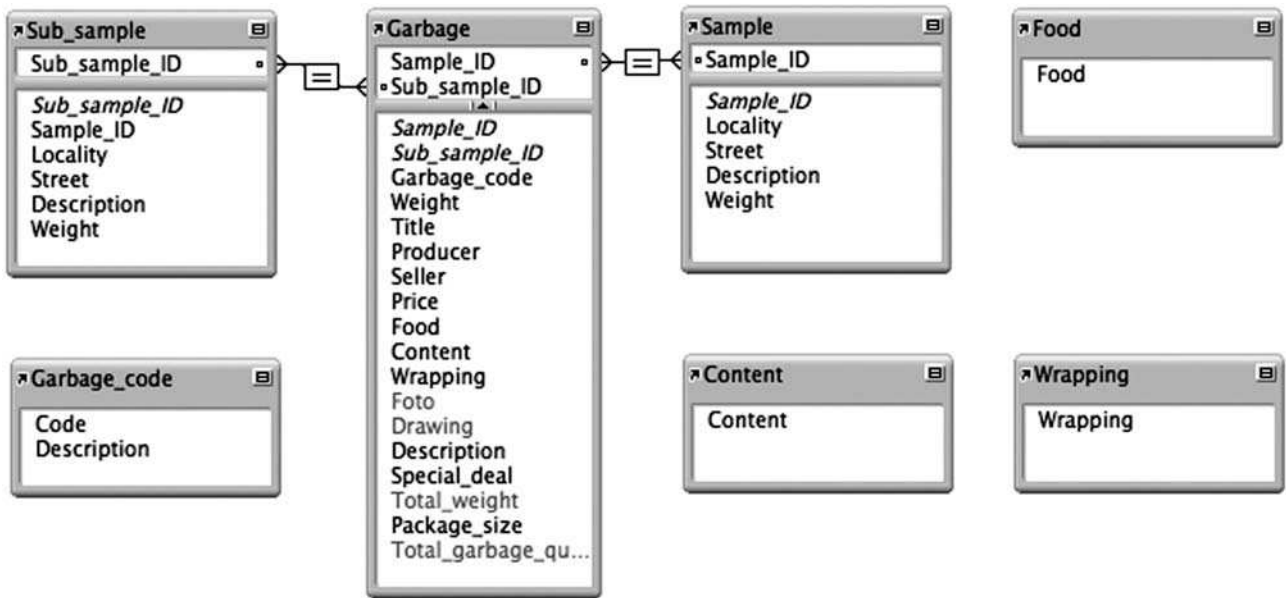 Sub_sample
Sub_sample_ID
Sub_sample_ID
Sample_ID
Locality
Street
Description
Weight
Garbage
Sample_ID
Sub_sample_ID
Sample_ID
Sub_sample_ID
Garbage_code
Weight
Title
Producer
Seller
Price
Food
Content
Wrapping
Foto
Drawing
Description
Special_deal
Total_weight
Package_size
Total_garbage_qu...
Sample
Sample_ID
Sample_ID
Locality
Street
Description
Weight
Food
Food
Garbage_code
Code
Description
Content
Content
Wrapping
Wrapping